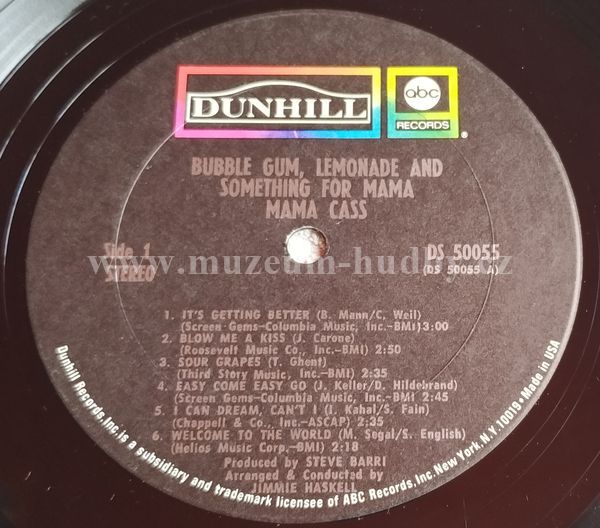 DUNHILL
abc
RECORDS
®
BUBBLE GUM, LEMONADE AND
SOMETHING FOR MAMA
MAMA CASS
Side 1
STEREO
DS 50055
(DS 50055 A)
www.muzeum-hudby.cz
1. IT'S GETTING BETTER (B. Mann/C. Weil)
(Screen Gems-Columbia Music, Inc.-BMI) 3:00
2. BLOW ME A KISS (J. Carone)
(Roosevelt Music Co., Inc.-BMI) 2:50
3. SOUR GRAPES (T. Ghent)
(Third Story Music, Inc.-BMI) 2:35
4. EASY COME EASY GO (J. Keller/D. Hildebrand)
(Screen Gems-Columbia Music, Inc.-BMI) 2:45
5. I CAN DREAM, CAN'T I (I. Kahal/S. Fain)
(Chappell & Co., Inc.-ASCAP) 2:35
6. WELCOME TO THE WORLD (M. Segal/S. English)
(Helios Music Corp.-BMI) 2:18
Produced by STEVE BARRI
Arranged & Conducted by
JIMMIE HASKELL
Dunhill Records, Inc. is a subsidiary and trademark licensee of ABC Records, Inc. New York, N.Y. 10019 • Made in USA